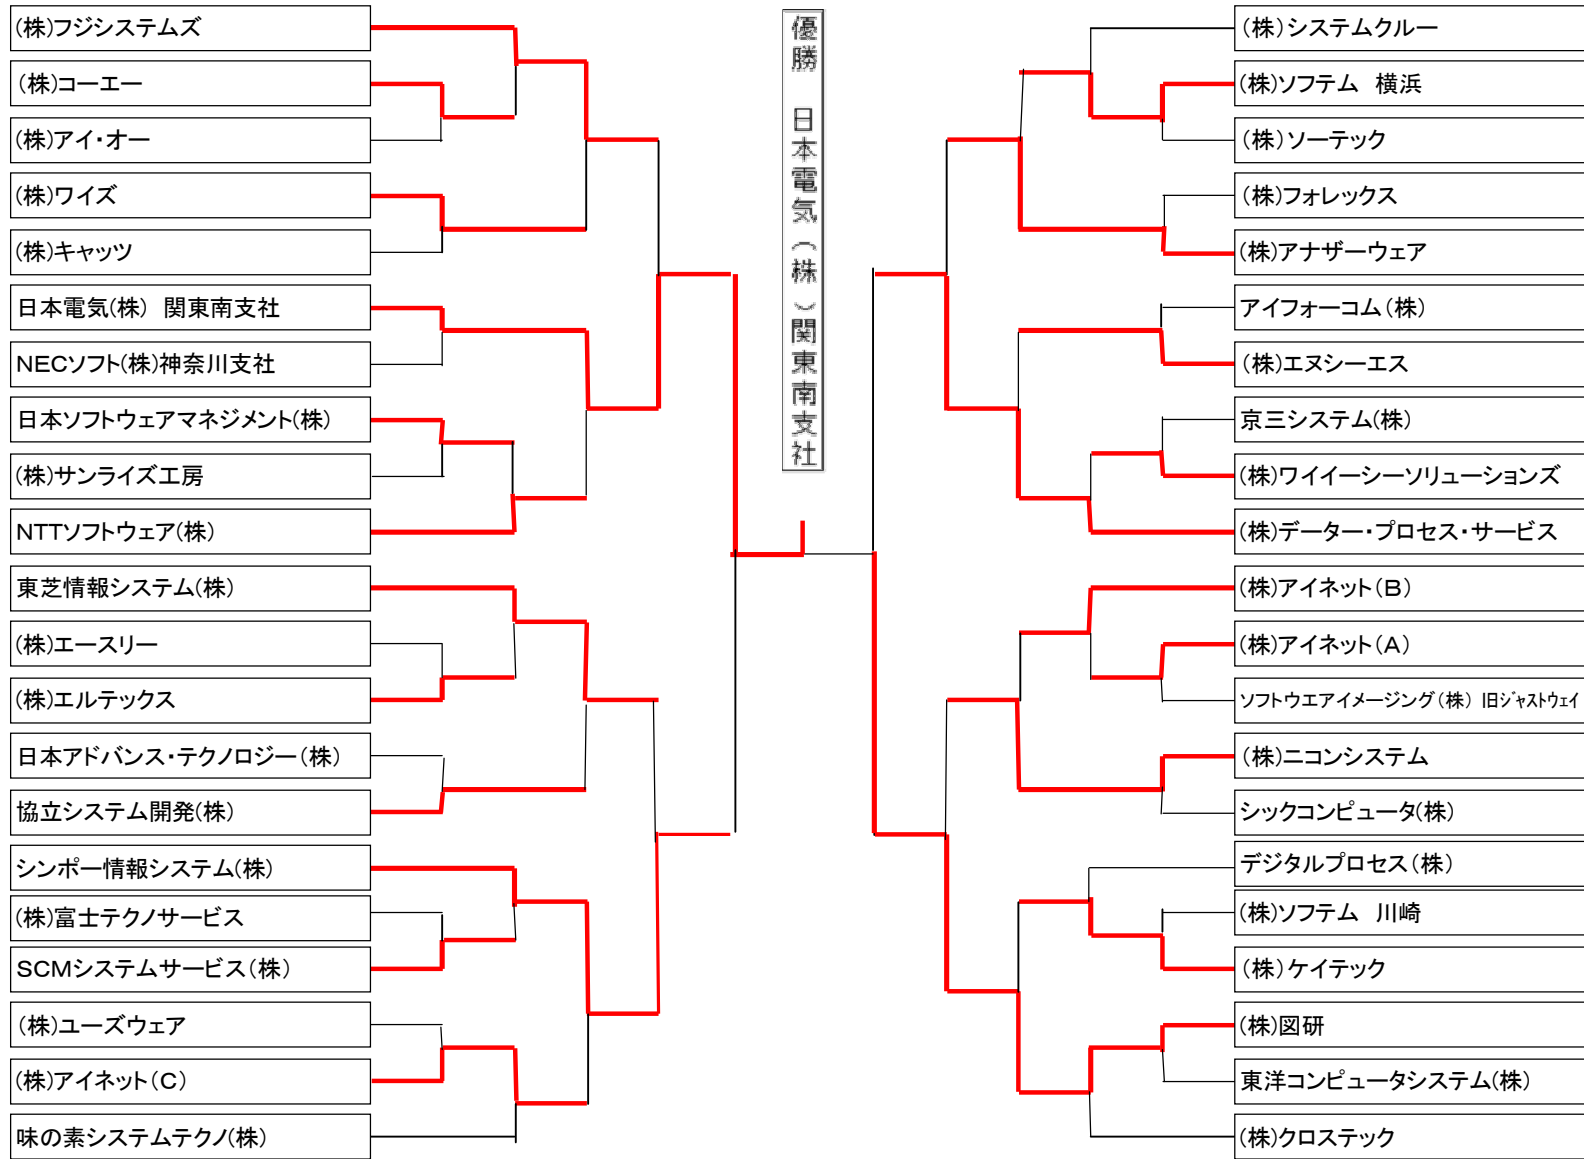 (株)フジシステムズ
(株)コーエー
(株)アイ・オー
(株)ワイズ
(株)キャッツ
日本電気(株) 関東南支社
NECソフト(株)神奈川支社
日本ソフトウェアマネジメント(株)
(株)サンライズ工房
NTTソフトウェア(株)
東芝情報システム(株)
(株)エースリー
(株)エルテックス
日本アドバンス・テクノロジー(株)
協立システム開発(株)
シンポー情報システム(株)
(株)富士テクノサービス
SCMシステムサービス(株)
(株)ユーズウェア
(株)アイネット(C)
味の素システムテクノ(株)
優勝 日本電気(株)関東南支社
(株)システムクルー
(株)ソフテム 横浜
(株)ソーテック
(株)フォレックス
(株)アナザーウェア
アイフォーコム(株)
(株)エヌシーエス
京三システム(株)
(株)ワイイーシーソリューションズ
(株)データー・プロセス・サービス
(株)アイネット(B)
(株)アイネット(A)
ソフトウエアイメージング(株) 旧ジャストウェイ
(株)ニコンシステム
シックコンピュータ(株)
デジタルプロセス(株)
(株)ソフテム 川崎
(株)ケイテック
(株)図研
東洋コンピュータシステム(株)
(株)クロステック